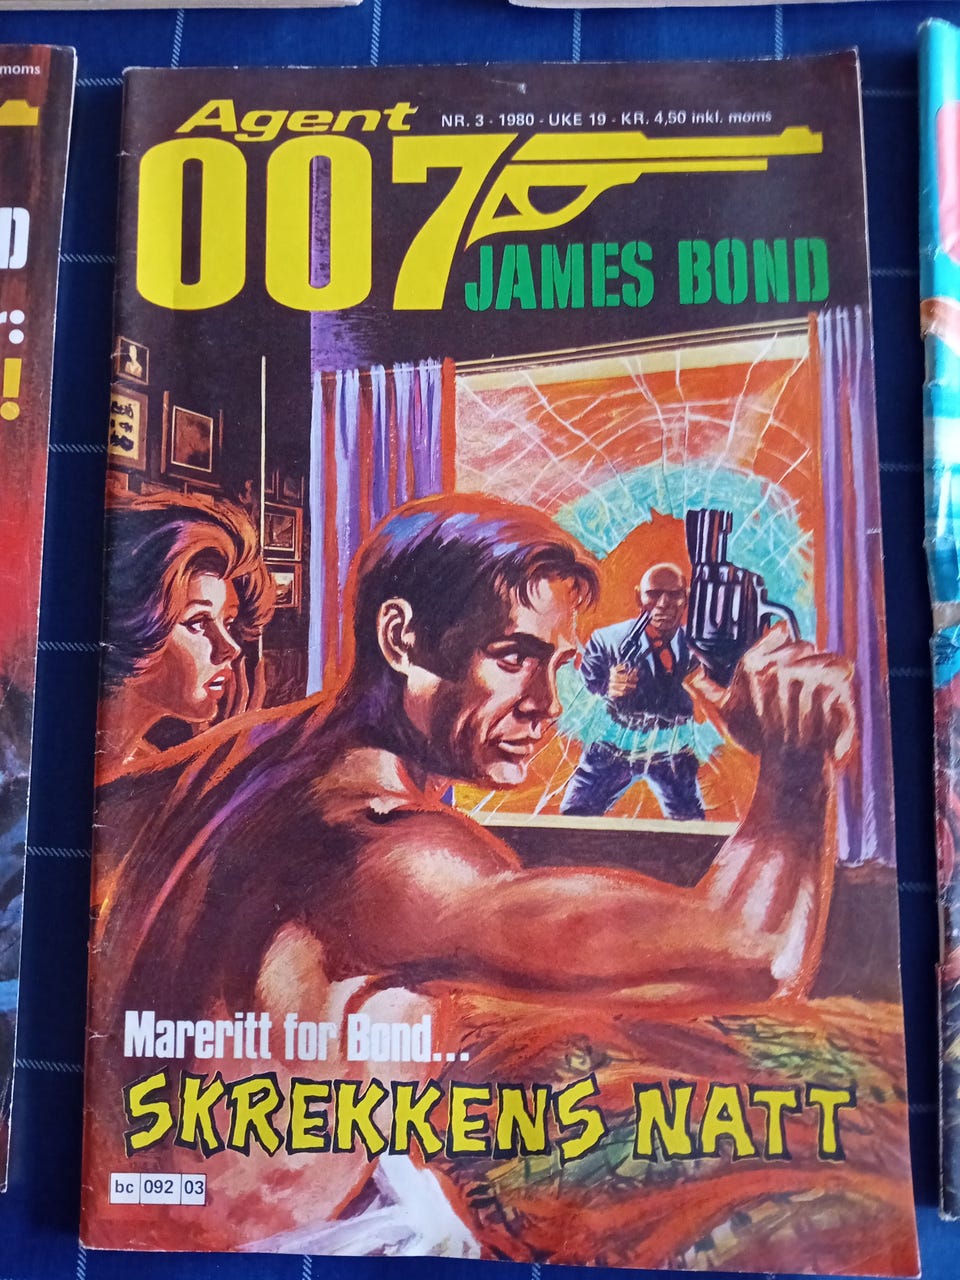 moms
D
r:
!
Agent
NR. 3 - 1980 - UKE 19 - KR. 4,50 inkl. moms
007
JAMES BOND
Mareritt for Bond...
SKREKKENS NATT
bc 092 03